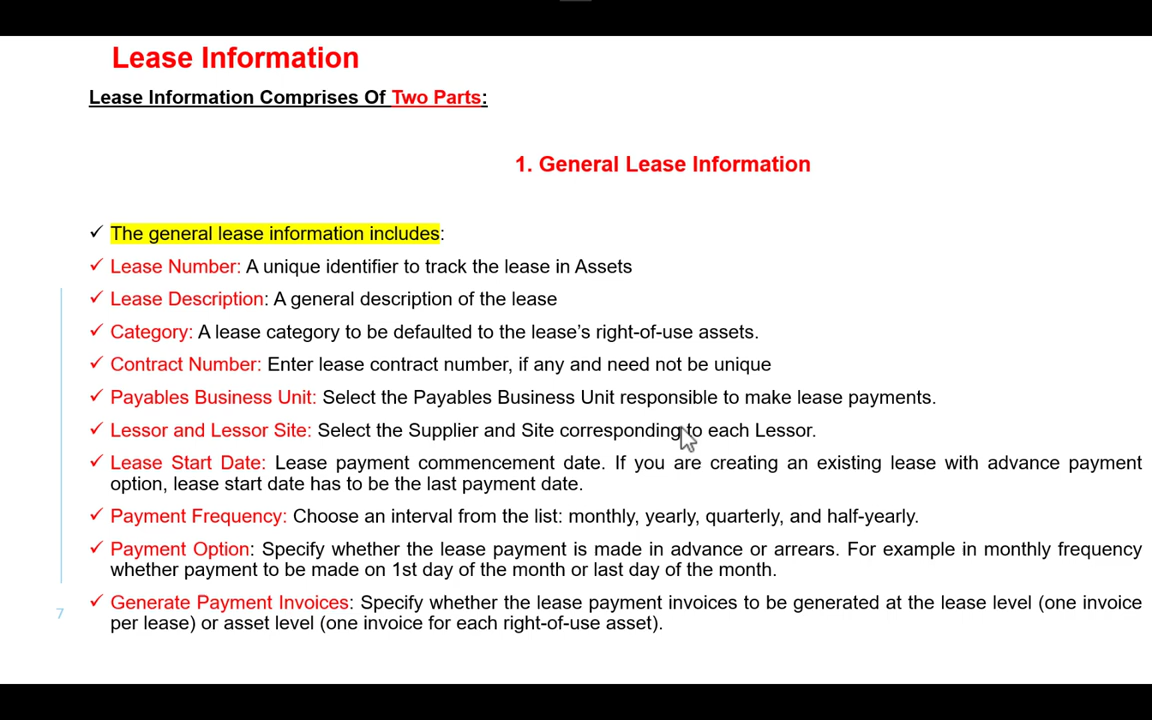 Lease Information
Lease Information Comprises Of Two Parts:
1. General Lease Information
✓ The general lease information includes:
✓ Lease Number: A unique identifier to track the lease in Assets
✓ Lease Description: A general description of the lease
✓ Category: A lease category to be defaulted to the lease's right-of-use assets.
✓ Contract Number: Enter lease contract number, if any and need not be unique
✓ Payables Business Unit: Select the Payables Business Unit responsible to make lease payments.
✓ Lessor and Lessor Site: Select the Supplier and Site corresponding to each Lessor.
✓ Lease Start Date: Lease payment commencement date. If you are creating an existing lease with advance payment
option, lease start date has to be the last payment date.
✓ Payment Frequency: Choose an interval from the list: monthly, yearly, quarterly, and half-yearly.
✓ Payment Option: Specify whether the lease payment is made in advance or arrears. For example in monthly frequency
whether payment to be made on 1st day of the month or last day of the month.
✓ Generate Payment Invoices: Specify whether the lease payment invoices to be generated at the lease level (one invoice
per lease) or asset level (one invoice for each right-of-use asset).
7